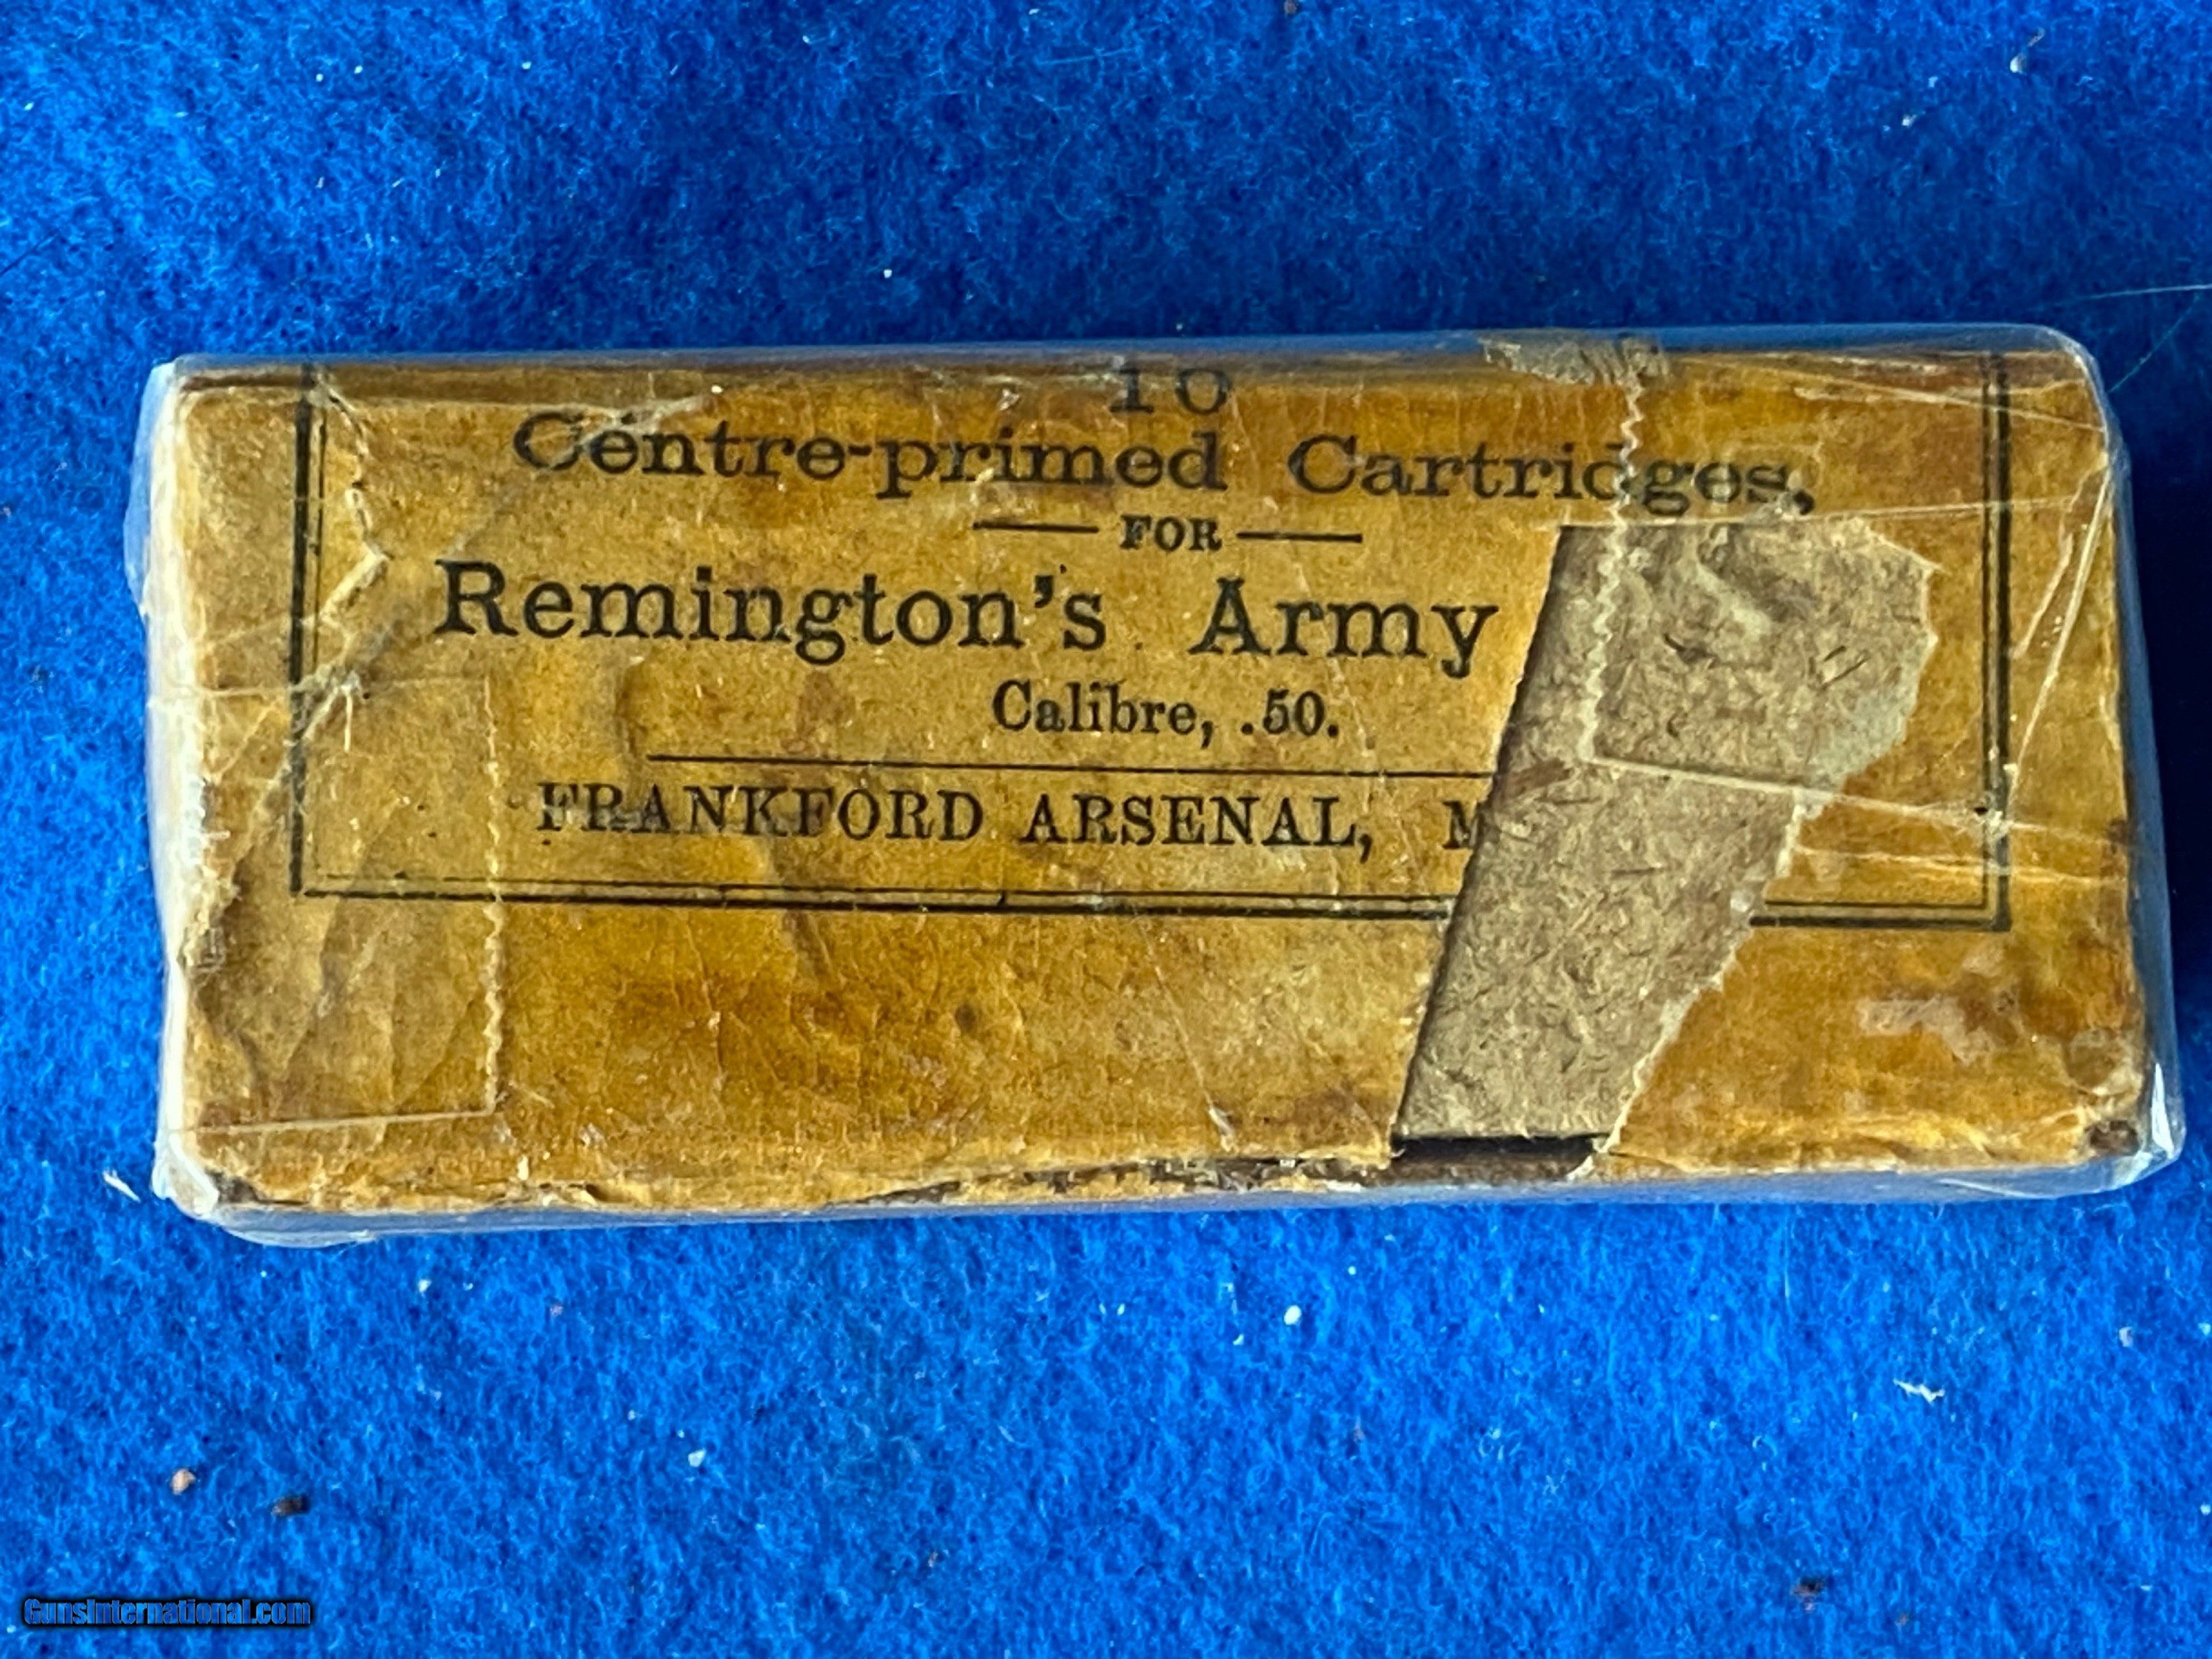 10
Centre-primed Cartridges,
FOR
Remington's Army
Calibre, .50.
FRANKFORD ARSENAL, M
GunsInternational.com